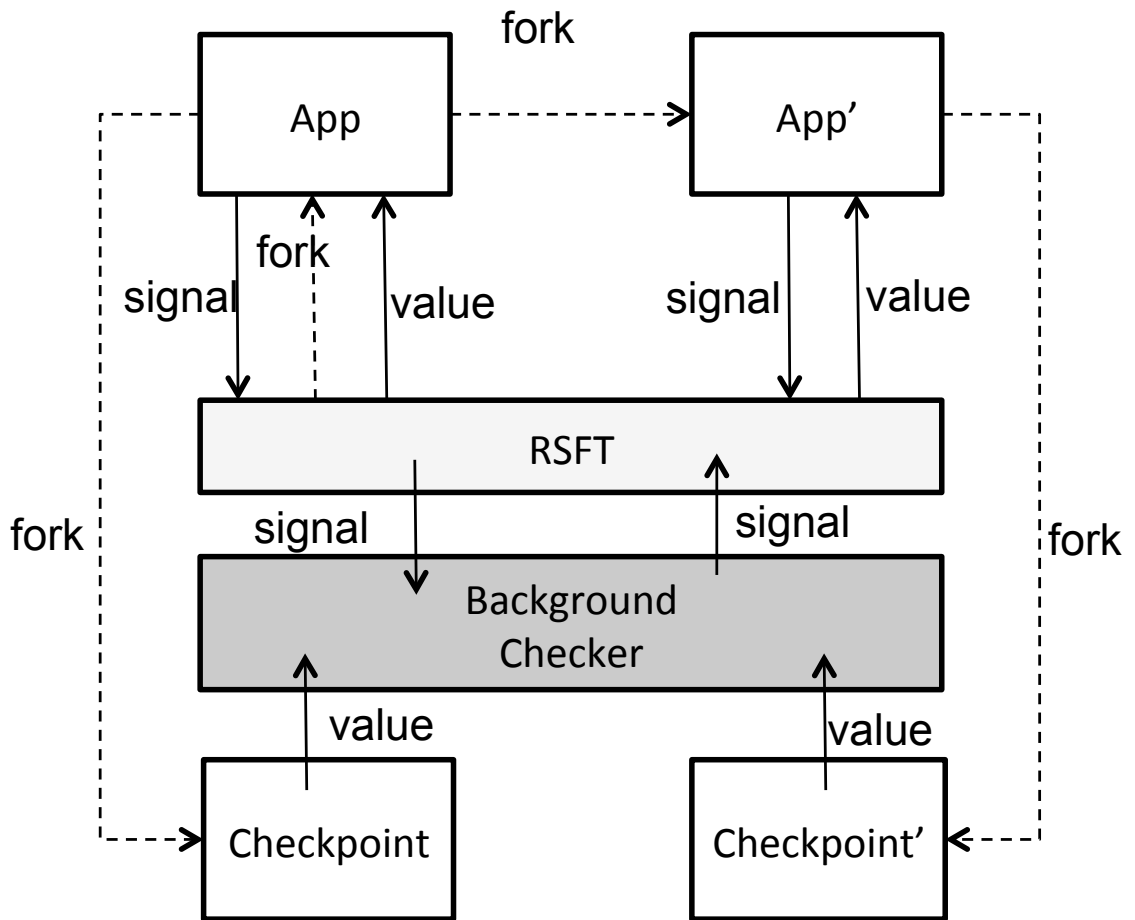 fork
App
App’
fork
signal
value
signal
value
RSFT
fork
signal
signal
fork
Background
Checker
value
value
Checkpoint
Checkpoint’